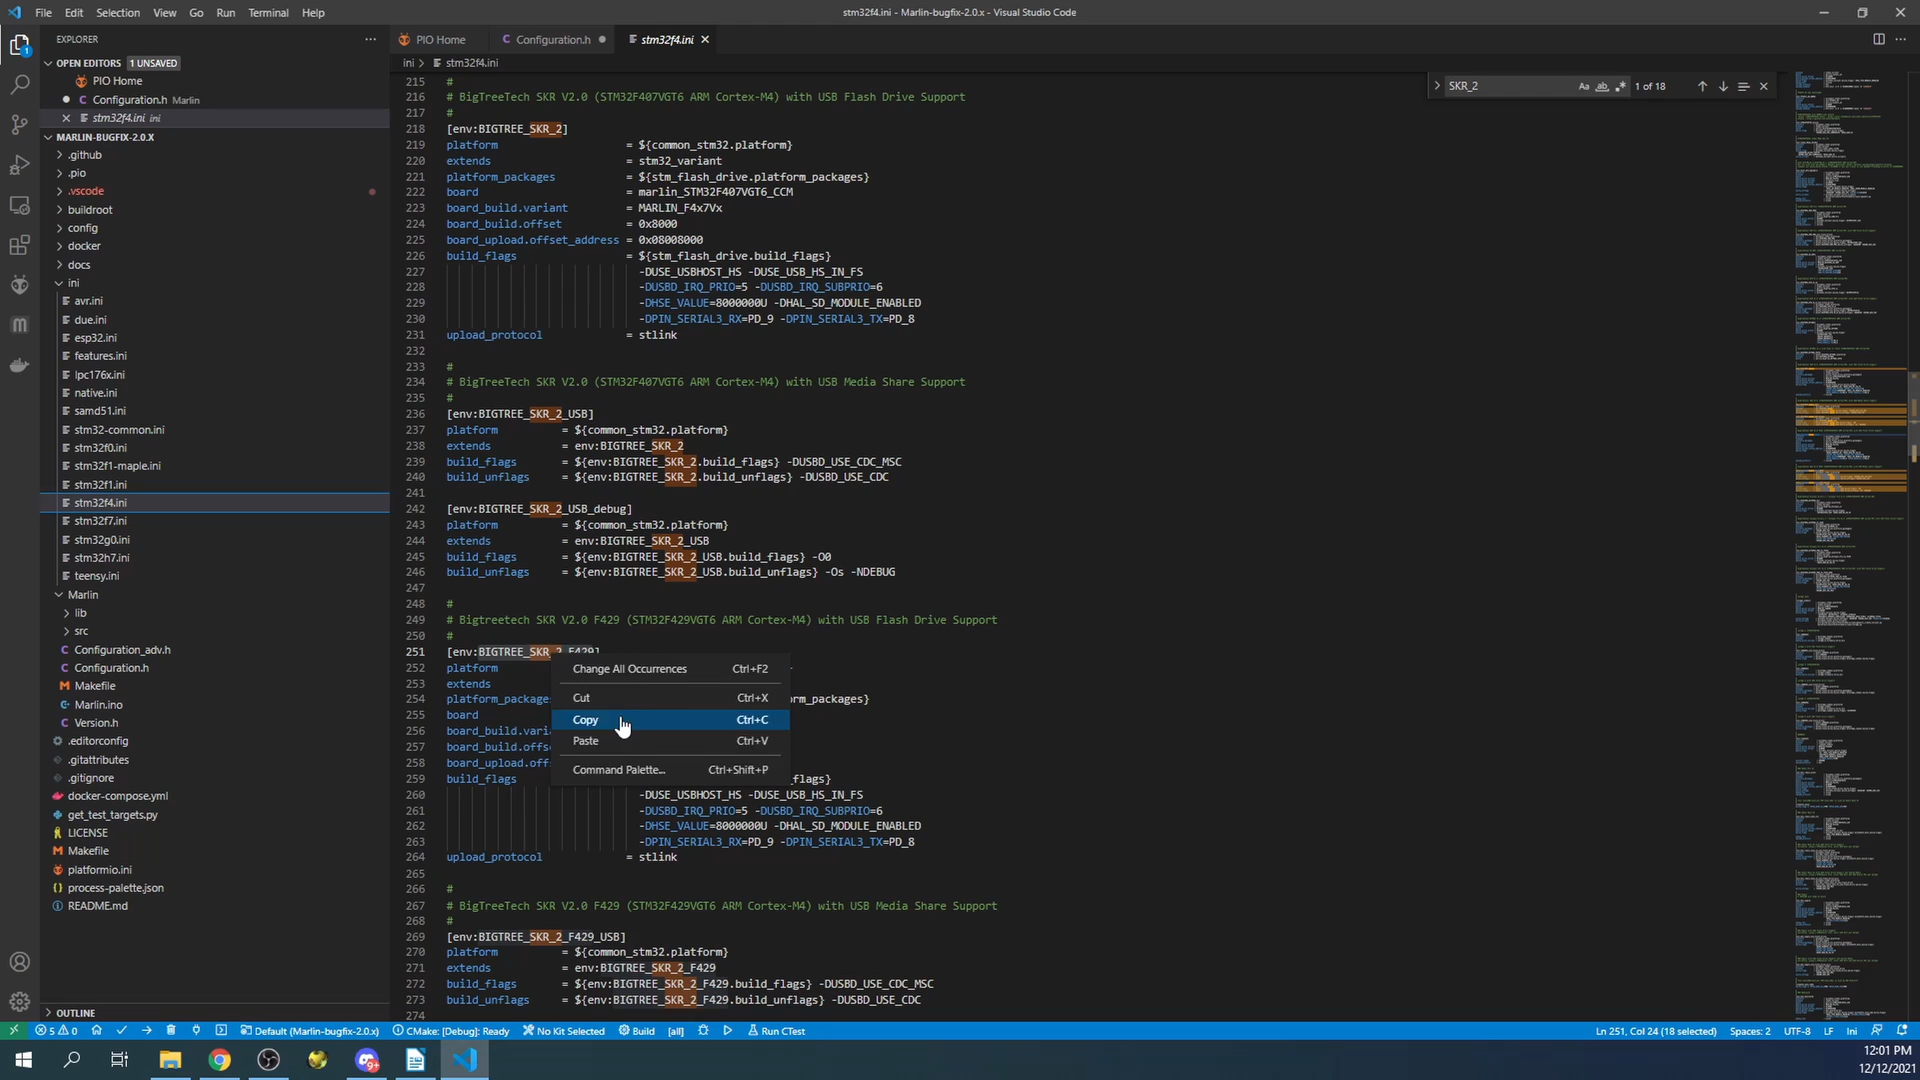 File Edit Selection View Go Run Terminal Help
stm32f4.ini - Marlin-bugfix-2.0.x - Visual Studio Code
EXPLORER
OPEN EDITORS 1 UNSAVED
PIO Home
Configuration.h Marlin
stm32f4.ini ini
MARLIN-BUGFIX-2.0.X
.github
.pio
.vscode
buildroot
config
docker
docs
ini
avr.ini
due.ini
esp32.ini
features.ini
lpc176x.ini
native.ini
samd51.ini
stm32-common.ini
stm32f0.ini
stm32f1-maple.ini
stm32f1.ini
stm32f4.ini
stm32f7.ini
stm32g0.ini
stm32h7.ini
teensy.ini
Marlin
lib
src
Configuration_adv.h
Configuration.h
Makefile
Marlin.ino
Version.h
.editorconfig
.gitattributes
.gitignore
docker-compose.yml
get_test_targets.py
LICENSE
Makefile
platformio.ini
process-palette.json
README.md
OUTLINE
PIO Home Configuration.h stm32f4.ini
ini > stm32f4.ini
SKR_2 Aa ab 1 of 18
215 #
216 # BigTreeTech SKR V2.0 (STM32F407VGT6 ARM Cortex-M4) with USB Flash Drive Support
217 #
218 [env:BIGTREE_SKR_2]
219 platform = ${common_stm32.platform}
220 extends = stm32_variant
221 platform_packages = ${stm_flash_drive.platform_packages}
222 board = marlin_STM32F407VGT6_CCM
223 board_build.variant = MARLIN_F4x7Vx
224 board_build.offset = 0x8000
225 board_upload.offset_address = 0x08008000
226 build_flags = ${stm_flash_drive.build_flags}
227 -DUSE_USBHOST_HS -DUSE_USB_HS_IN_FS
228 -DUSBD_IRQ_PRIO=5 -DUSBD_IRQ_SUBPRIO=6
229 -DHSE_VALUE=8000000U -DHAL_SD_MODULE_ENABLED
230 -DPIN_SERIAL3_RX=PD_9 -DPIN_SERIAL3_TX=PD_8
231 upload_protocol = stlink
232
233 #
234 # BigTreeTech SKR V2.0 (STM32F407VGT6 ARM Cortex-M4) with USB Media Share Support
235 #
236 [env:BIGTREE_SKR_2_USB]
237 platform = ${common_stm32.platform}
238 extends = env:BIGTREE_SKR_2
239 build_flags = ${env:BIGTREE_SKR_2.build_flags} -DUSBD_USE_CDC_MSC
240 build_unflags = ${env:BIGTREE_SKR_2.build_unflags} -DUSBD_USE_CDC
241
242 [env:BIGTREE_SKR_2_USB_debug]
243 platform = ${common_stm32.platform}
244 extends = env:BIGTREE_SKR_2_USB
245 build_flags = ${env:BIGTREE_SKR_2_USB.build_flags} -O0
246 build_unflags = ${env:BIGTREE_SKR_2_USB.build_unflags} -Os -NDEBUG
247
248 #
249 # Bigtreetech SKR V2.0 F429 (STM32F429VGT6 ARM Cortex-M4) with USB Flash Drive Support
250 #
251 [env:BIGTREE_SKR_2_F429]
252 platform
253 extends
254 platform_packages rm_packages}
255 board
256 board_build.vari
257 board_build.offs
258 board_upload.off
259 build_flags flags}
260 -DUSE_USBHOST_HS -DUSE_USB_HS_IN_FS
261 -DUSBD_IRQ_PRIO=5 -DUSBD_IRQ_SUBPRIO=6
262 -DHSE_VALUE=8000000U -DHAL_SD_MODULE_ENABLED
263 -DPIN_SERIAL3_RX=PD_9 -DPIN_SERIAL3_TX=PD_8
264 upload_protocol = stlink
265
266 #
267 # BigTreeTech SKR V2.0 F429 (STM32F429VGT6 ARM Cortex-M4) with USB Media Share Support
268 #
269 [env:BIGTREE_SKR_2_F429_USB]
270 platform = ${common_stm32.platform}
271 extends = env:BIGTREE_SKR_2_F429
272 build_flags = ${env:BIGTREE_SKR_2_F429.build_flags} -DUSBD_USE_CDC_MSC
273 build_unflags = ${env:BIGTREE_SKR_2_F429.build_unflags} -DUSBD_USE_CDC
274
Change All Occurrences Ctrl+F2
Cut Ctrl+X
Copy Ctrl+C
Paste Ctrl+V
Command Palette... Ctrl+Shift+P
5 0 Default (Marlin-bugfix-2.0.x) CMake: [Debug]: Ready No Kit Selected Build [all] Run CTest
Ln 251, Col 24 (18 selected) Spaces: 2 UTF-8 LF Ini
9+
12:01 PM
12/12/2021